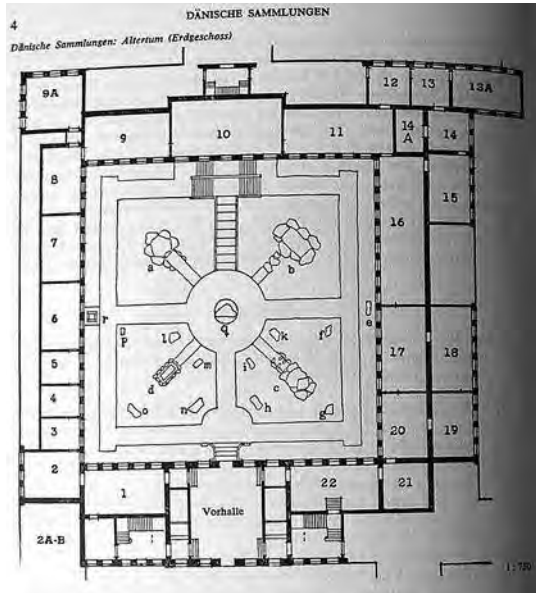 4
DÄNISCHE SAMMLUNGEN
Dänische Sammlungen: Altertum (Erdgeschoss)
9A
12
13
13A
9
10
11
14
A
14
8
15
16
7
a
b
6
r
q
e
p
l
m
i
k
f
17
18
5
d
c
4
o
n
h
g
3
20
19
2
1
22
21
Vorhalle
2A-B
1:750